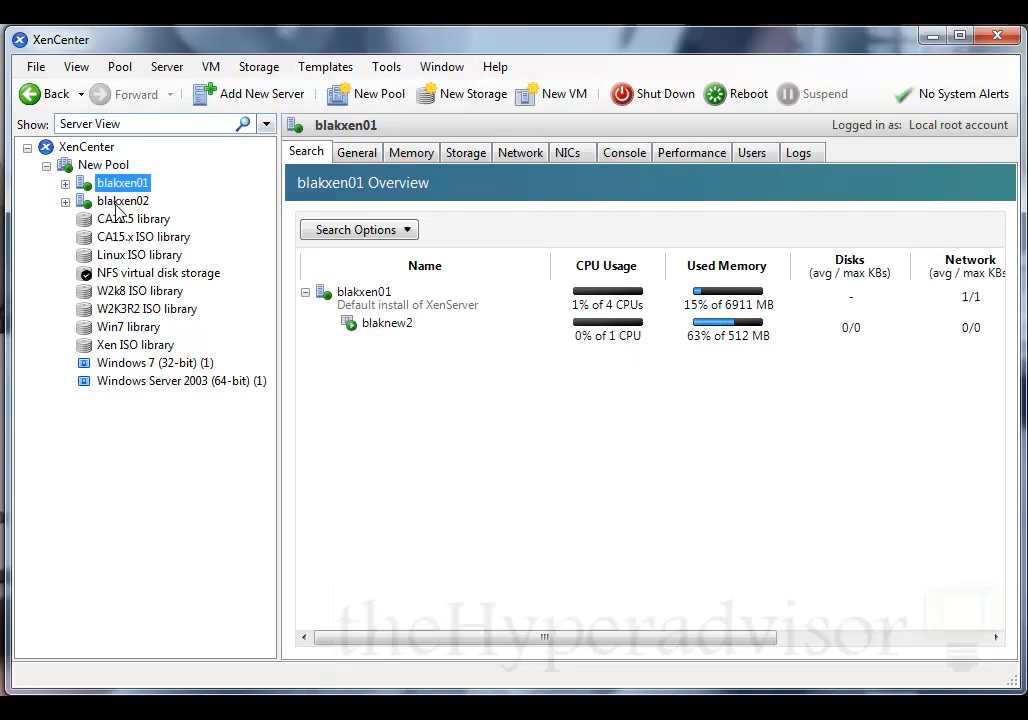 XenCenter
File View Pool Server VM Storage Templates Tools Window Help
Back Forward Add New Server New Pool New Storage New VM Shut Down Reboot Suspend No System Alerts
Show: Server View
blakxen01 Logged in as: Local root account
XenCenter
New Pool
blakxen01
blakxen02
CA12.5 library
CA15.x ISO library
Linux ISO library
NFS virtual disk storage
W2k8 ISO library
W2K3R2 ISO library
Win7 library
Xen ISO library
Windows 7 (32-bit) (1)
Windows Server 2003 (64-bit) (1)
Search General Memory Storage Network NICs Console Performance Users Logs
blakxen01 Overview
Search Options
Name CPU Usage Used Memory Disks Network
(avg / max KBs) (avg / max KBs
blakxen01
Default install of XenServer 1% of 4 CPUs 15% of 6911 MB - 1/1
blaknew2 0% of 1 CPU 63% of 512 MB 0/0 0/0
theHyperadvisor